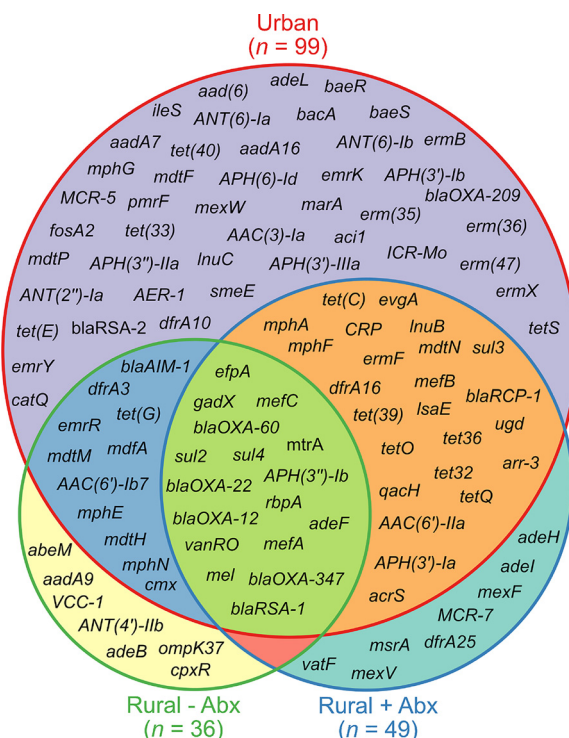 Urban
(n = 99)
adeL
baeR
aad(6)
ileS
ANT(6)-Ia
bacA
baeS
aadA7
tet(40)
aadA16
ANT(6)-Ib
ermB
mphG
mdtF
APH(6)-Id
emrK
APH(3')-Ib
MCR-5
pmrF
mexW
marA
blaOXA-209
erm(35)
fosA2
tet(33)
AAC(3)-Ia
aci1
erm(36)
mdtP
APH(3")-IIa
lnuC
APH(3')-IIIa
ICR-Mo
erm(47)
ANT(2")-Ia
AER-1
smeE
ermX
tet(E)
blaRSA-2
dfrA10
tetS
emrY
catQ
tet(C)
evgA
mphA
CRP
lnuB
mphF
mdtN
sul3
ermF
dfrA16
mefB
blaRCP-1
tet(39)
lsaE
ugd
tetO
tet36
arr-3
tet32
qacH
tetQ
AAC(6')-IIa
APH(3')-Ia
acrS
blaAIM-1
dfrA3
tet(G)
emrR
mdtM
mdfA
AAC(6')-Ib7
mphE
mdtH
mphN
cmx
efpA
gadX
mefC
blaOXA-60
mtrA
sul2
sul4
APH(3")-Ib
blaOXA-22
rbpA
blaOXA-12
adeF
vanRO
mefA
mel
blaOXA-347
blaRSA-1
abeM
aadA9
VCC-1
ANT(4')-IIb
adeB
ompK37
cpxR
adeH
adeI
mexF
MCR-7
dfrA25
msrA
vatF
mexV
Rural - Abx
(n = 36)
Rural + Abx
(n = 49)